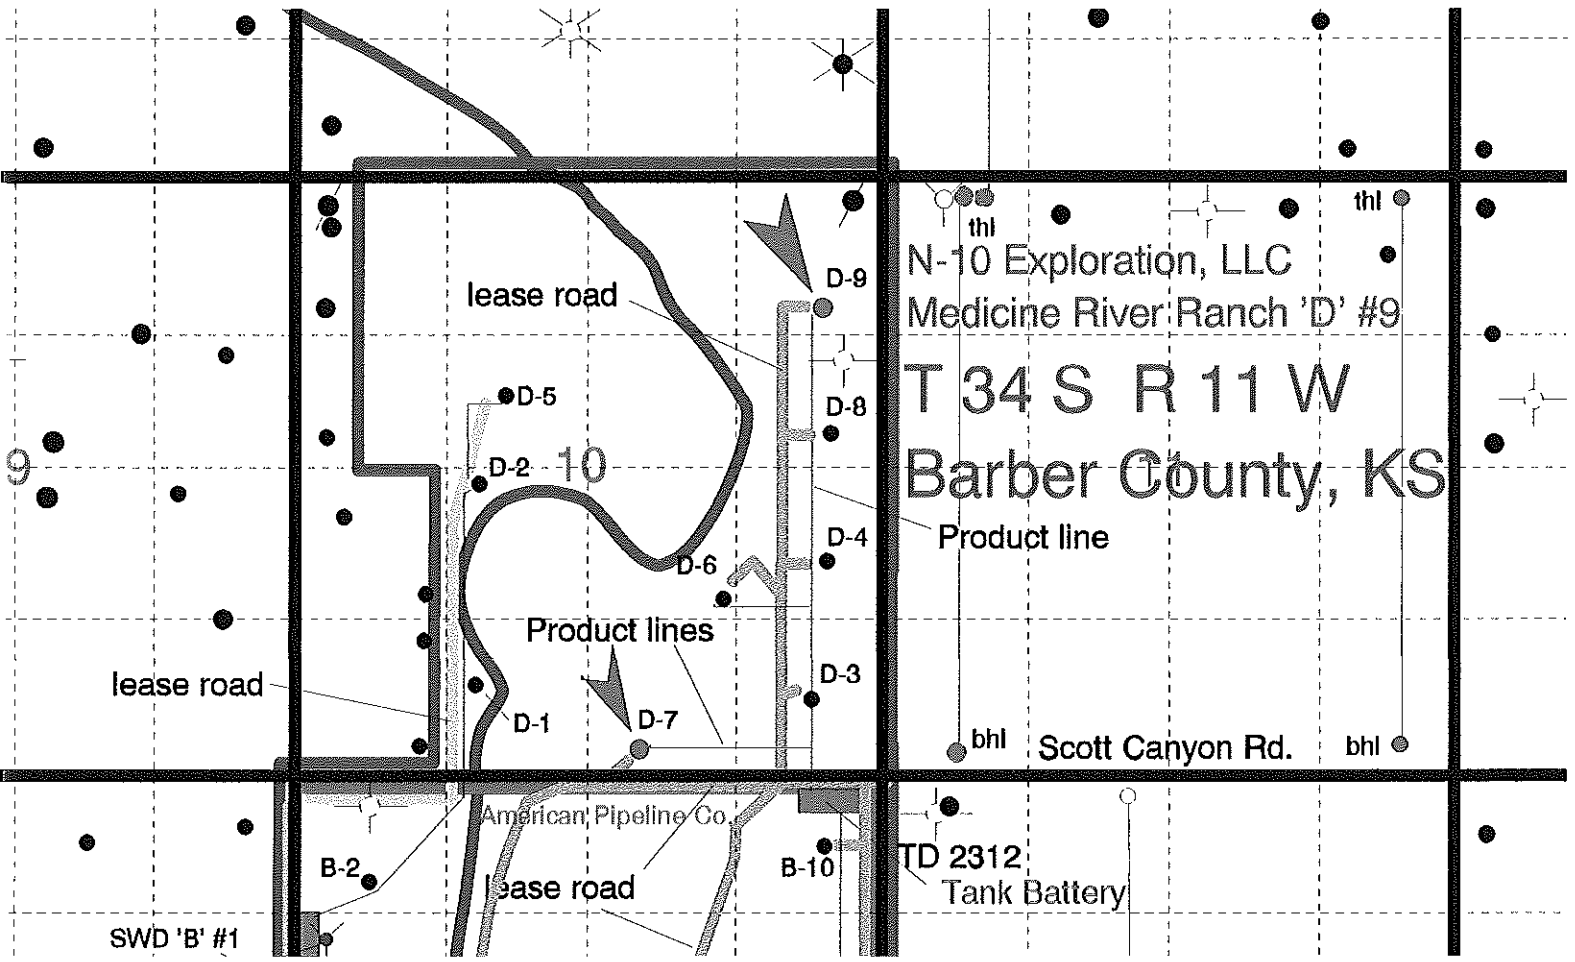 thl
thl
N-10 Exploration, LLC
D-9
lease road
Medicine River Ranch 'D' #9
T 34 S R 11 W
D-5
D-8
9
D-2
10
Barber County, KS
D-4
Product line
D-6
Product lines
lease road
D-3
D-1
D-7
bhl
Scott Canyon Rd.
bhl
American Pipeline Co.
B-2
B-10
TD 2312
lease road
Tank Battery
SWD 'B' #1